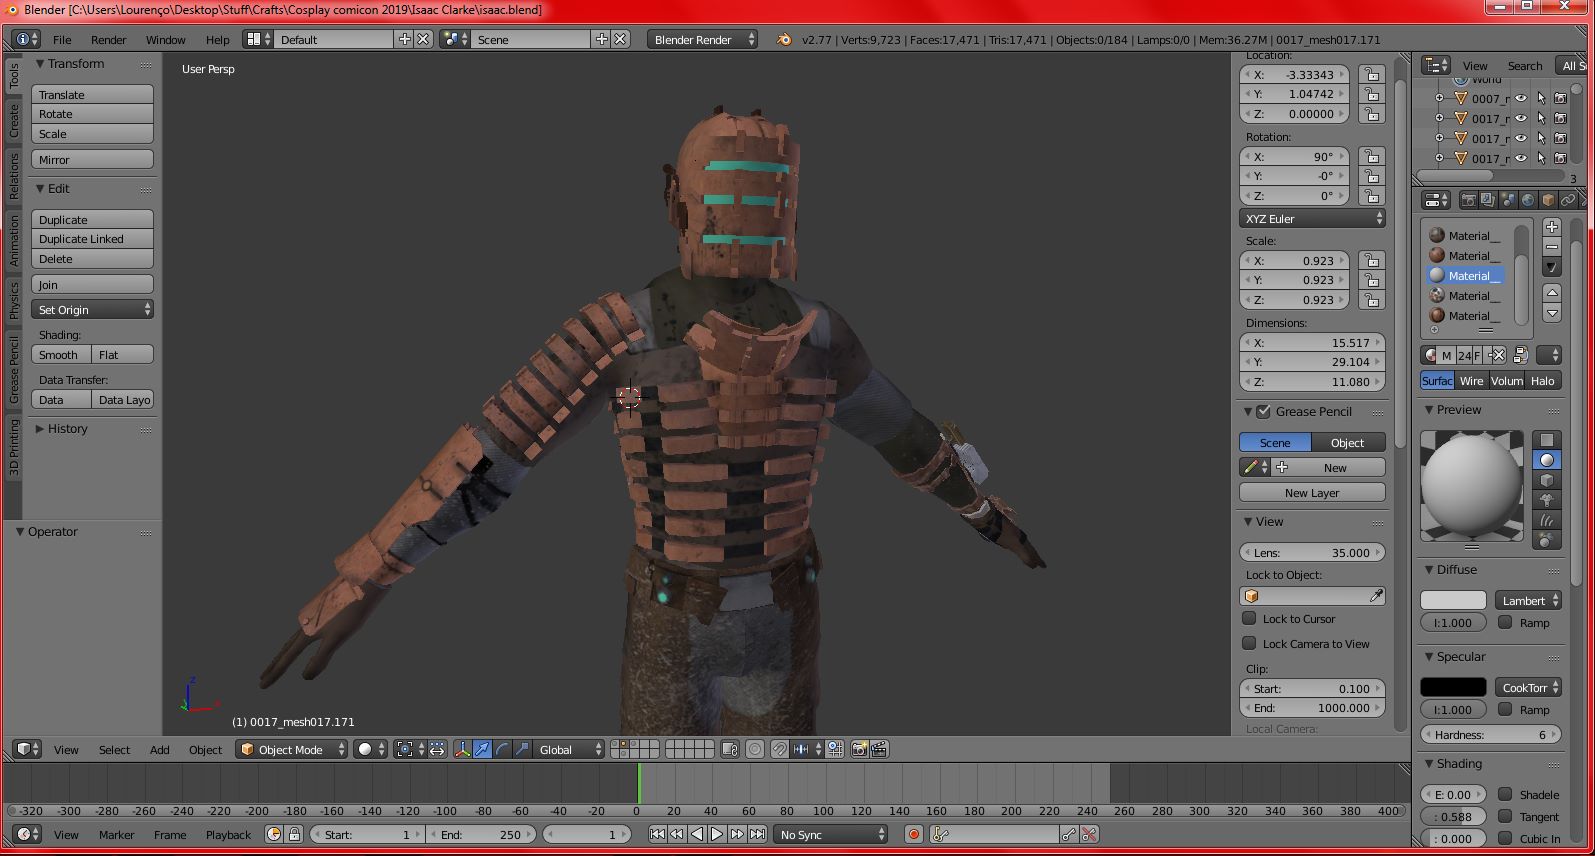 Blender [C:\Users\Lourenço\Desktop\Stuff\Crafts\Cosplay comicon 2019\Isaac Clarke\isaac.blend]
File Render Window Help Default Scene Blender Render v2.77 | Verts:9,723 | Faces:17,471 | Tris:17,471 | Objects:0/184 | Lamps:0/0 | Mem:36.27M | 0017_mesh017.171
Tools
Create
Relations
Animation
Physics
Grease Pencil
3D Printing
Transform
Translate
Rotate
Scale
Mirror
Edit
Duplicate
Duplicate Linked
Delete
Join
Set Origin
Shading:
Smooth Flat
Data Transfer:
Data Data Layo
History
Operator
User Persp
(1) 0017_mesh017.171
Location:
X: -3.33343
Y: 1.04742
Z: 0.00000
Rotation:
X: 90°
Y: -0°
Z: 0°
XYZ Euler
Scale:
X: 0.923
Y: 0.923
Z: 0.923
Dimensions:
X: 15.517
Y: 29.104
Z: 11.080
Grease Pencil
Scene Object
New
New Layer
View
Lens: 35.000
Lock to Object:
Lock to Cursor
Lock Camera to View
Clip:
Start: 0.100
End: 1000.000
Local Camera:
View Search All S
World
0007_r
0017_r
0017_r
0017_r
3
Material__
Material__
Material__
Material__
Material__
M 24 F
Surfac Wire Volum Halo
Preview
Diffuse
Lambert
I:1.000 Ramp
Specular
CookTorr
I:1.000 Ramp
Hardness: 6
Shading
E: 0.00 Shadele
: 0.588 Tangent
: 0.000 Cubic In
View Select Add Object Object Mode Global
-320 -300 -280 -260 -240 -220 -200 -180 -160 -140 -120 -100 -80 -60 -40 -20 0 20 40 60 80 100 120 140 160 180 200 220 240 260 280 300 320 340 360 380 400
View Marker Frame Playback Start: 1 End: 250 1 No Sync